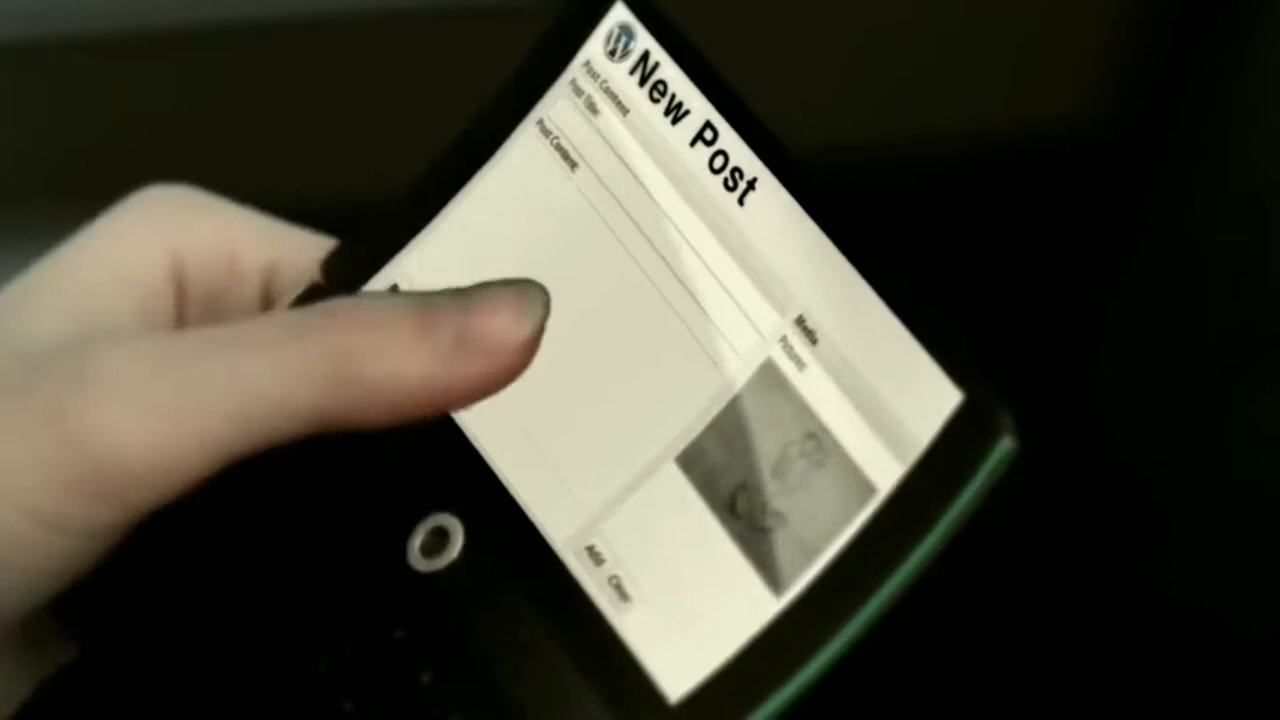 New Post
Post Content
Post Title:
Post Content:
Media
Pictures:
Add Clear